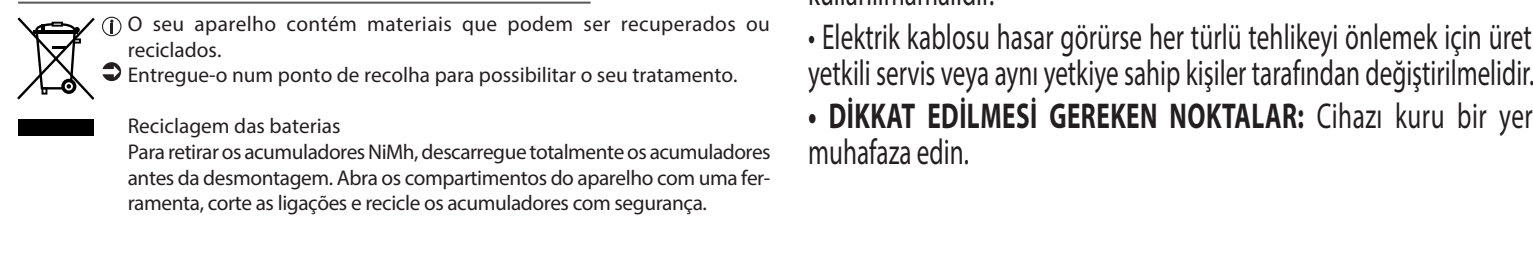 ⓘ O seu aparelho contém materiais que podem ser recuperados ou
reciclados.
➲ Entregue-o num ponto de recolha para possibilitar o seu tratamento.
Reciclagem das baterias
Para retirar os acumuladores NiMh, descarregue totalmente os acumuladores
antes da desmontagem. Abra os compartimentos do aparelho com uma fer-
ramenta, corte as ligações e recicle os acumuladores com segurança.
• Elektrik kablosu hasar görürse her türlü tehlikeyi önlemek için üret
yetkili servis veya aynı yetkiye sahip kişiler tarafından değiştirilmelidir.
• DİKKAT EDİLMESİ GEREKEN NOKTALAR: Cihazı kuru bir yer
muhafaza edin.